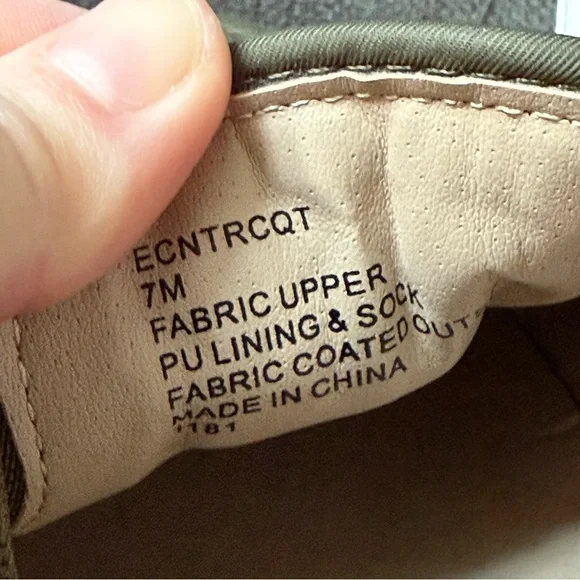 ECNTRCQT
7M
FABRIC UPPER
PU LINING & SOCK
FABRIC COATED OUT
MADE IN CHINA
1181